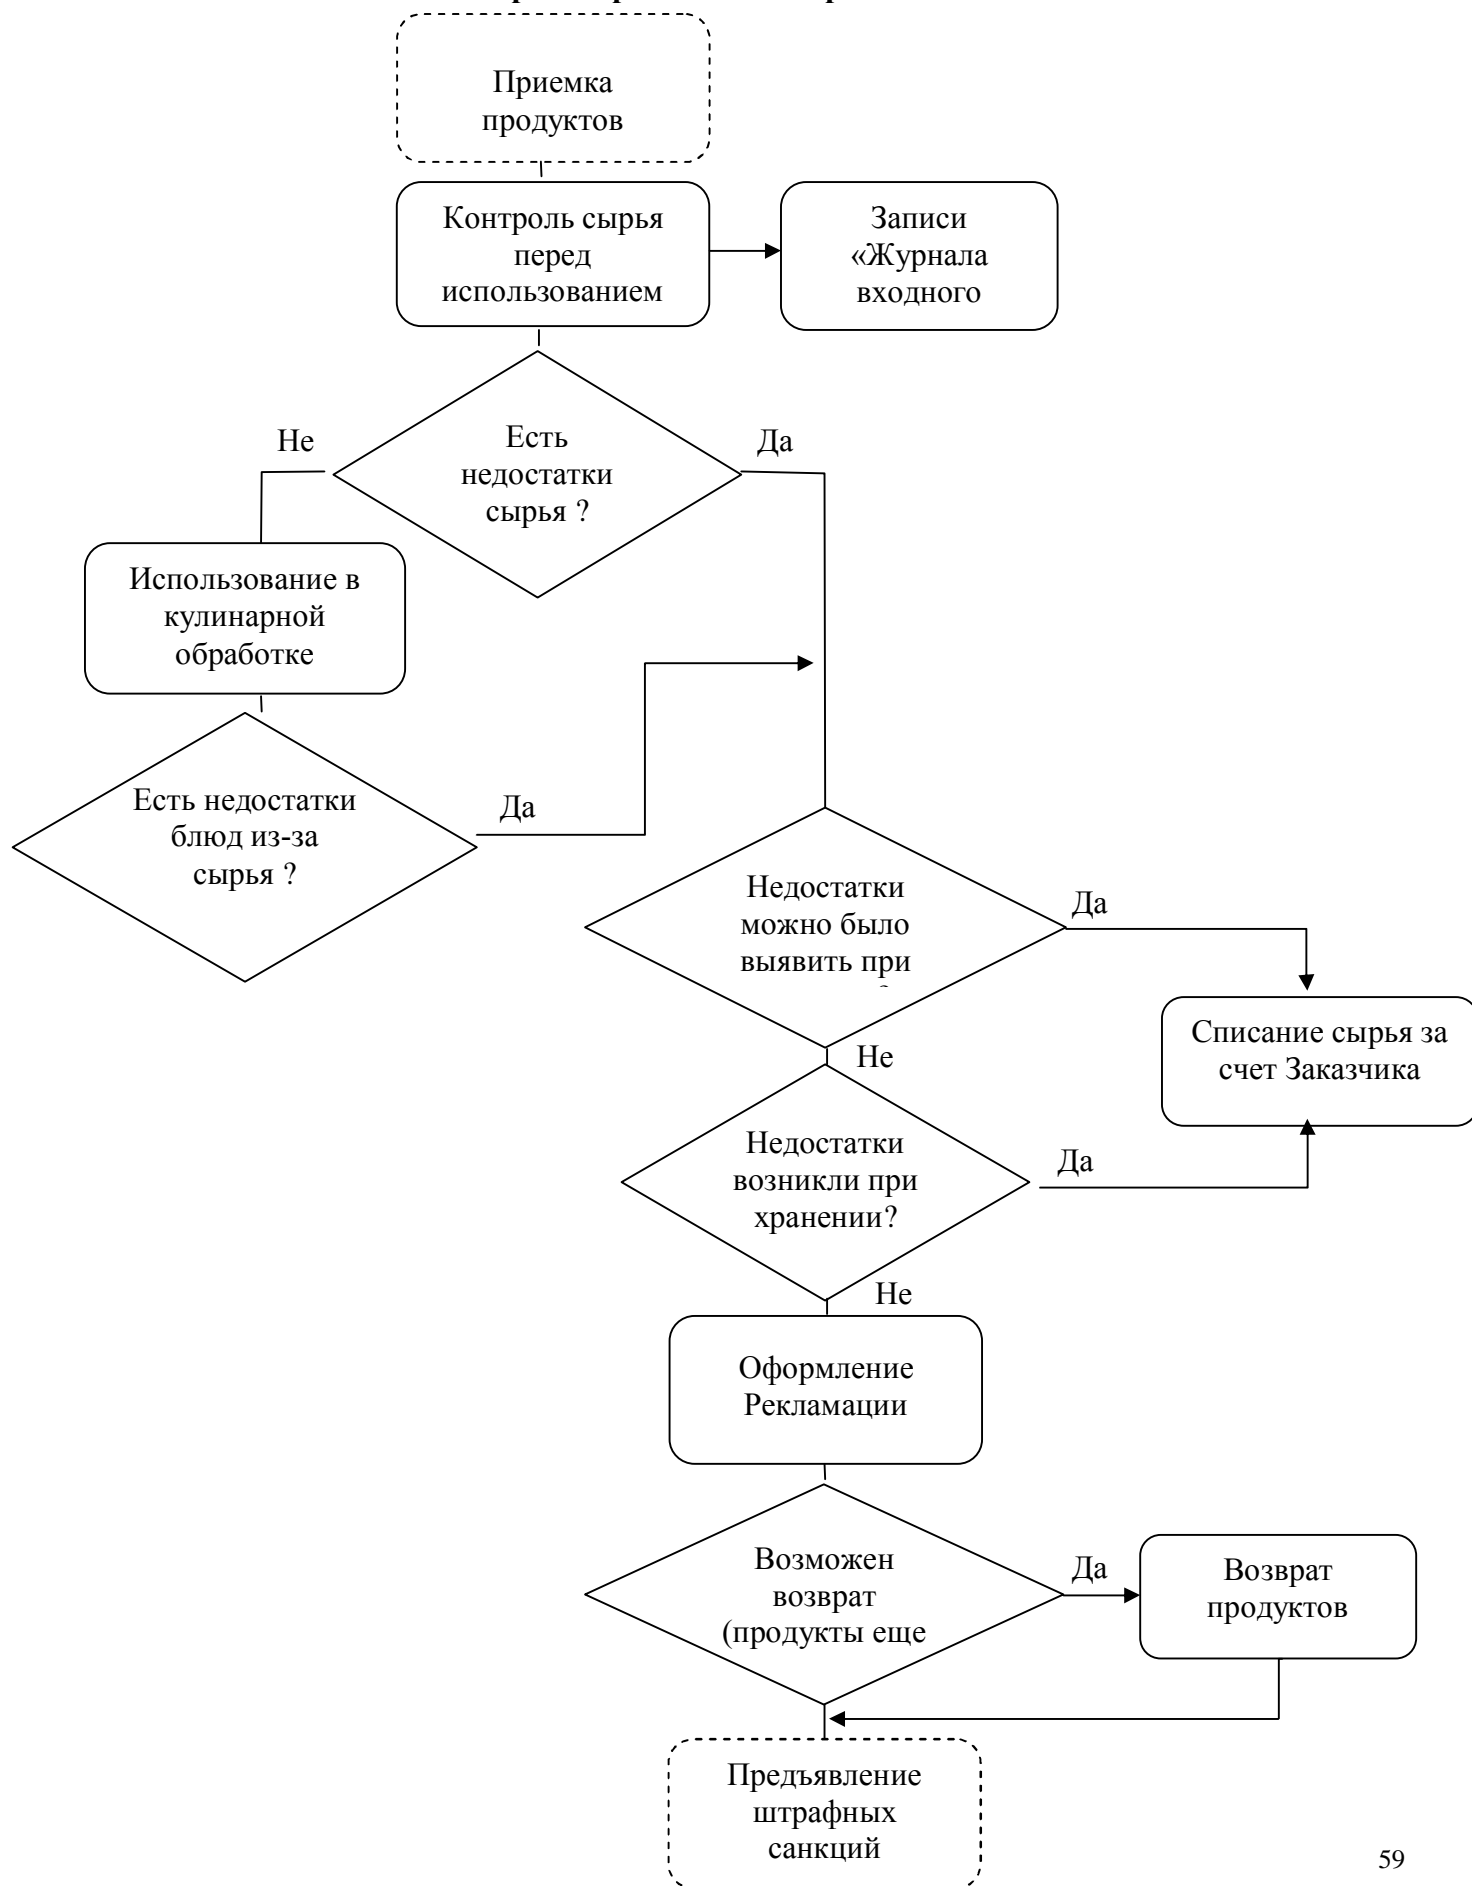 Приемка
продуктов
Контроль сырья
перед
использованием
Записи
«Журнала
входного
Есть
недостатки
сырья ?
Не
Да
Использование в
кулинарной
обработке
Есть недостатки
блюд из-за
сырья ?
Да
Недостатки
можно было
выявить при
Да
Не
Списание сырья за
счет Заказчика
Недостатки
возникли при
хранении?
Да
Не
Оформление
Рекламации
Возможен
возврат
(продукты еще
Да
Возврат
продуктов
Предъявление
штрафных
санкций
59